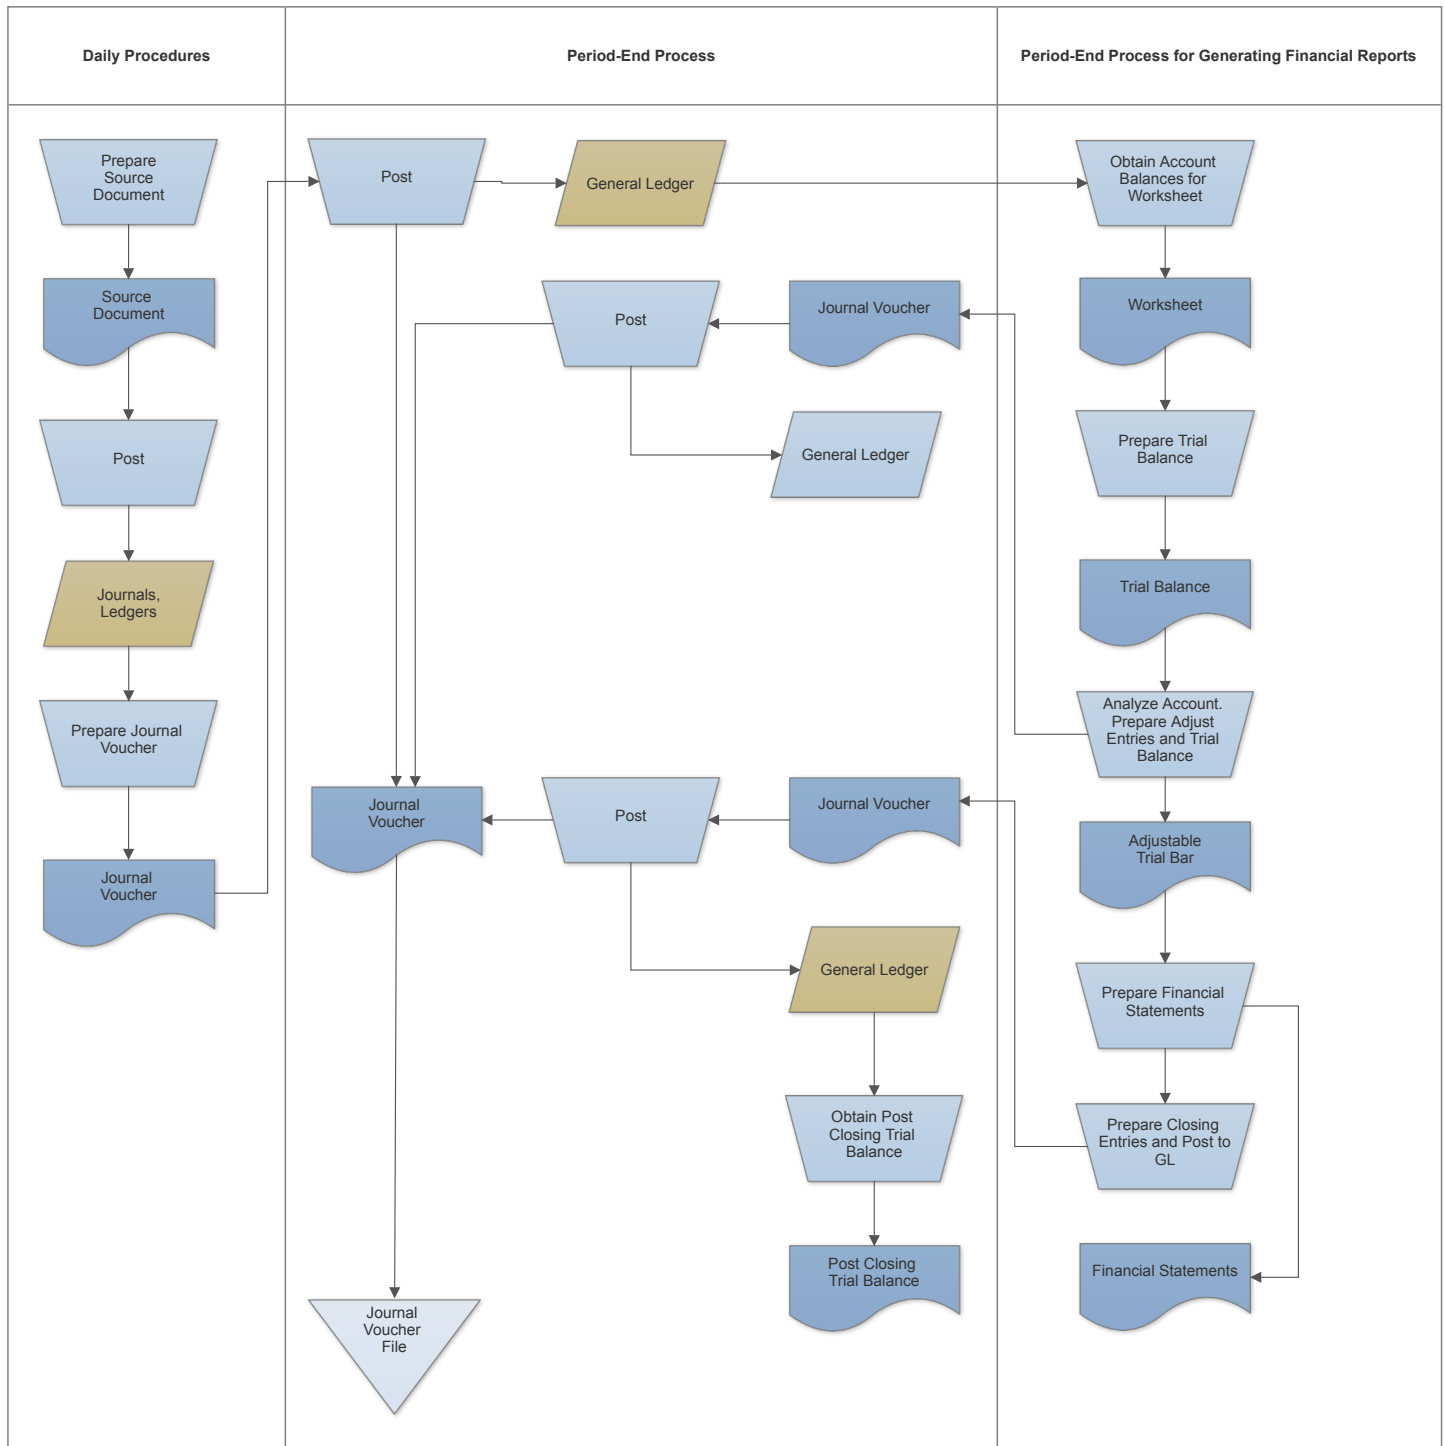 Daily Procedures
Period-End Process
Period-End Process for Generating Financial Reports
Prepare
Source
Document
Source
Document
Post
Journals,
Ledgers
Prepare Journal
Voucher
Journal
Voucher
Post
General Ledger
Post
Journal Voucher
General Ledger
Journal
Voucher
Post
Journal Voucher
General Ledger
Obtain Post
Closing Trial
Balance
Post Closing
Trial Balance
Journal
Voucher
File
Obtain Account
Balances for
Worksheet
Worksheet
Prepare Trial
Balance
Trial Balance
Analyze Account.
Prepare Adjust
Entries and Trial
Balance
Adjustable
Trial Bar
Prepare Financial
Statements
Prepare Closing
Entries and Post to
GL
Financial Statements